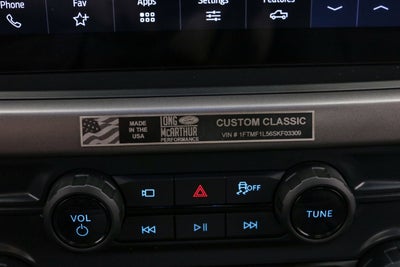 Phone
Fav
Apps
Settings
Features
MADE
IN THE
USA
LONG
McARTHUR
PERFORMANCE
CUSTOM CLASSIC
VIN # 1FTMF1L56SKF03309
VOL
OFF
TUNE